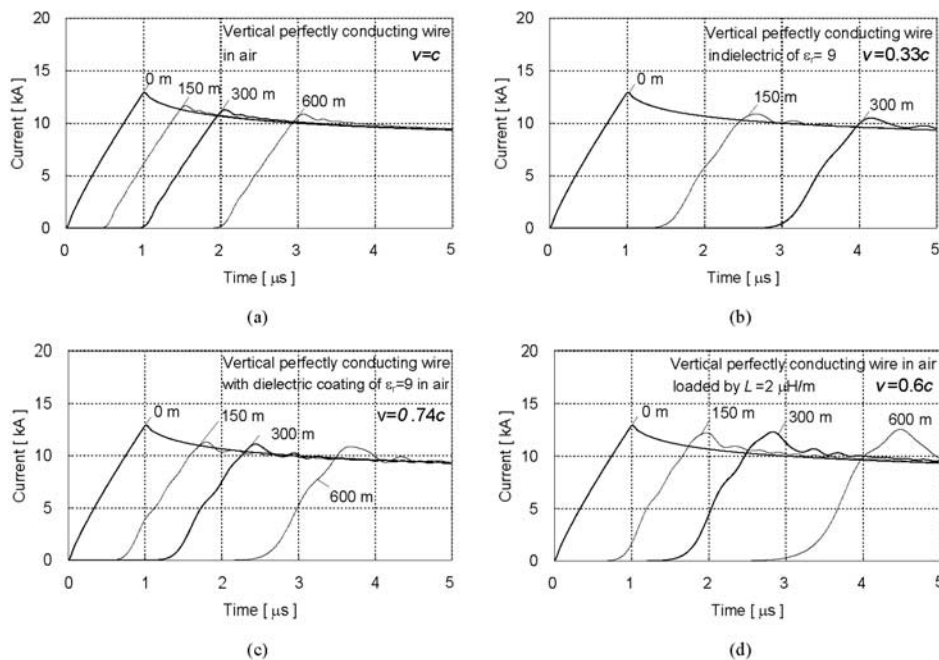 (a)
Vertical perfectly conducting wire
in air
v=c
0 m
150 m
300 m
600 m
Current [ kA ]
20
15
10
5
0
0 1 2 3 4 5
Time [ μs ]
(a)
(b)
Vertical perfectly conducting wire
indielectric of εr= 9 v=0.33c
0 m
150 m
300 m
Current [ kA ]
20
15
10
5
0
0 1 2 3 4 5
Time [ μs ]
(b)
Vertical perfectly conducting wire
with dielectric coating of εr=9 in air
v=0.74c
0 m
150 m
300 m
600 m
Current [ kA ]
20
15
10
5
0
0 1 2 3 4 5
Time [ μs ]
(c)
Vertical perfectly conducting wire in air
loaded by L=2 μH/m
v=0.6c
0 m
150 m
300 m
600 m
Current [ kA ]
20
15
10
5
0
0 1 2 3 4 5
Time [ μs ]
(d)